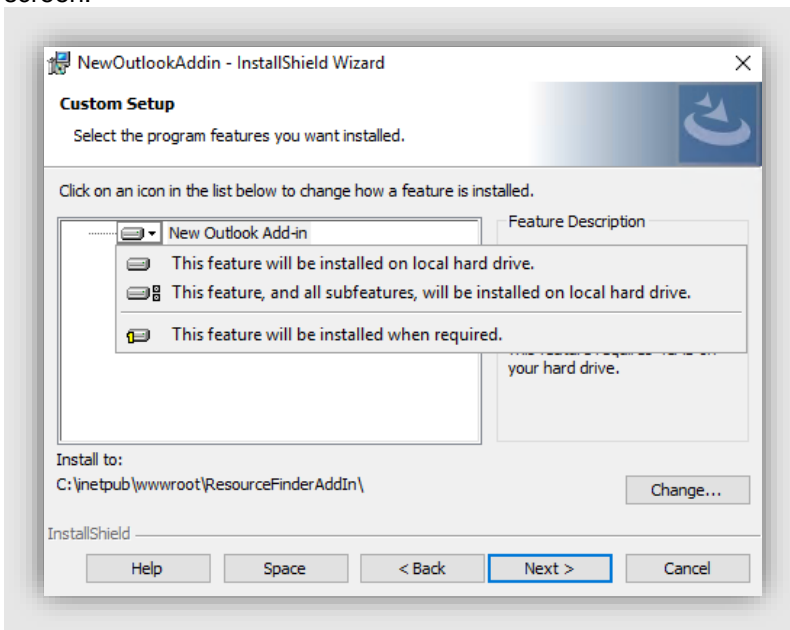 screen.
NewOutlookAddin - InstallShield Wizard
Custom Setup
Select the program features you want installed.
Click on an icon in the list below to change how a feature is installed.
New Outlook Add-in
Feature Description
This feature will be installed on local hard drive.
This feature, and all subfeatures, will be installed on local hard drive.
This feature will be installed when required.
your hard drive.
Install to:
C:\inetpub\wwwroot\ResourceFinderAddIn\
Change...
InstallShield
Help
Space
< Back
Next >
Cancel